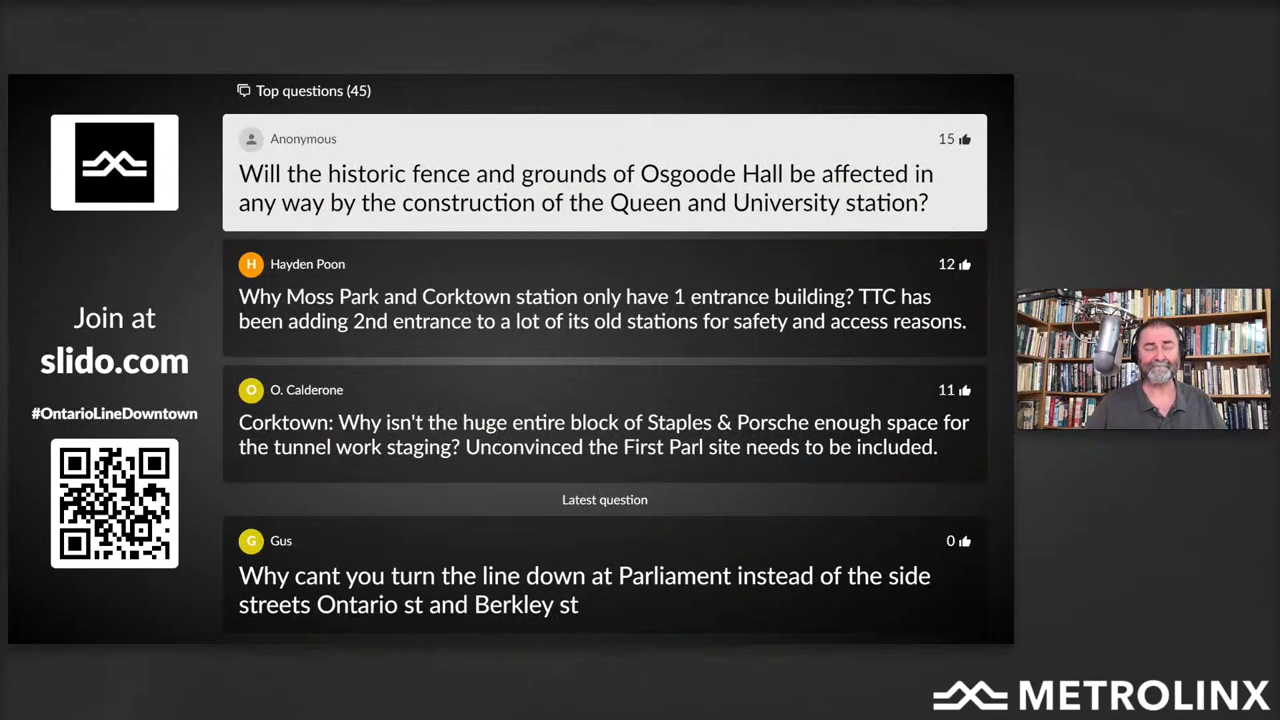 Top questions (45)
Anonymous
15
Will the historic fence and grounds of Osgoode Hall be affected in
any way by the construction of the Queen and University station?
H
Hayden Poon
12
Why Moss Park and Corktown station only have 1 entrance building? TTC has
been adding 2nd entrance to a lot of its old stations for safety and access reasons.
O
O. Calderone
11
Corktown: Why isn't the huge entire block of Staples & Porsche enough space for
the tunnel work staging? Unconvinced the First Parl site needs to be included.
Latest question
G
Gus
0
Why cant you turn the line down at Parliament instead of the side
streets Ontario st and Berkley st
Join at
slido.com
#OntarioLineDowntown
METROLINX